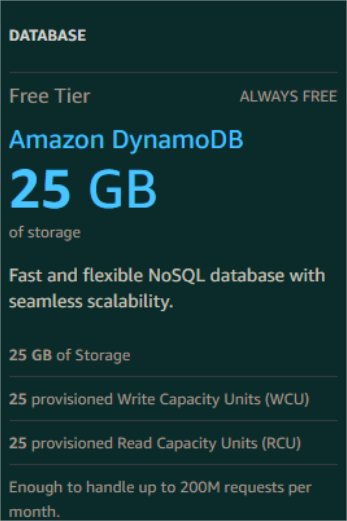 DATABASE
Free Tier ALWAYS FREE
Amazon DynamoDB
25 GB
of storage
Fast and flexible NoSQL database with
seamless scalability.
25 GB of Storage
25 provisioned Write Capacity Units (WCU)
25 provisioned Read Capacity Units (RCU)
Enough to handle up to 200M requests per
month.